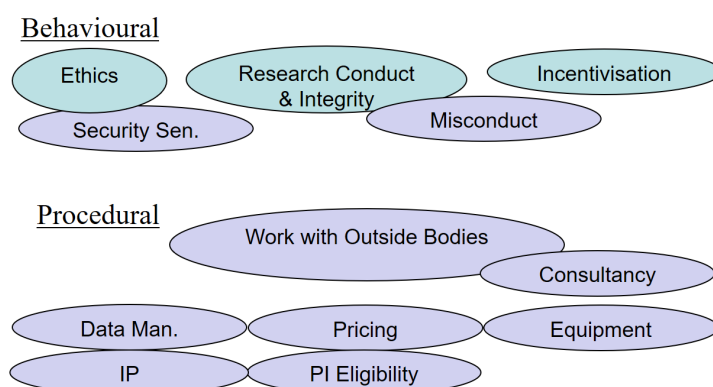 Behavioural
Ethics
Research Conduct
& Integrity
Incentivisation
Security Sen.
Misconduct
Procedural
Work with Outside Bodies
Consultancy
Data Man.
Pricing
Equipment
IP
PI Eligibility